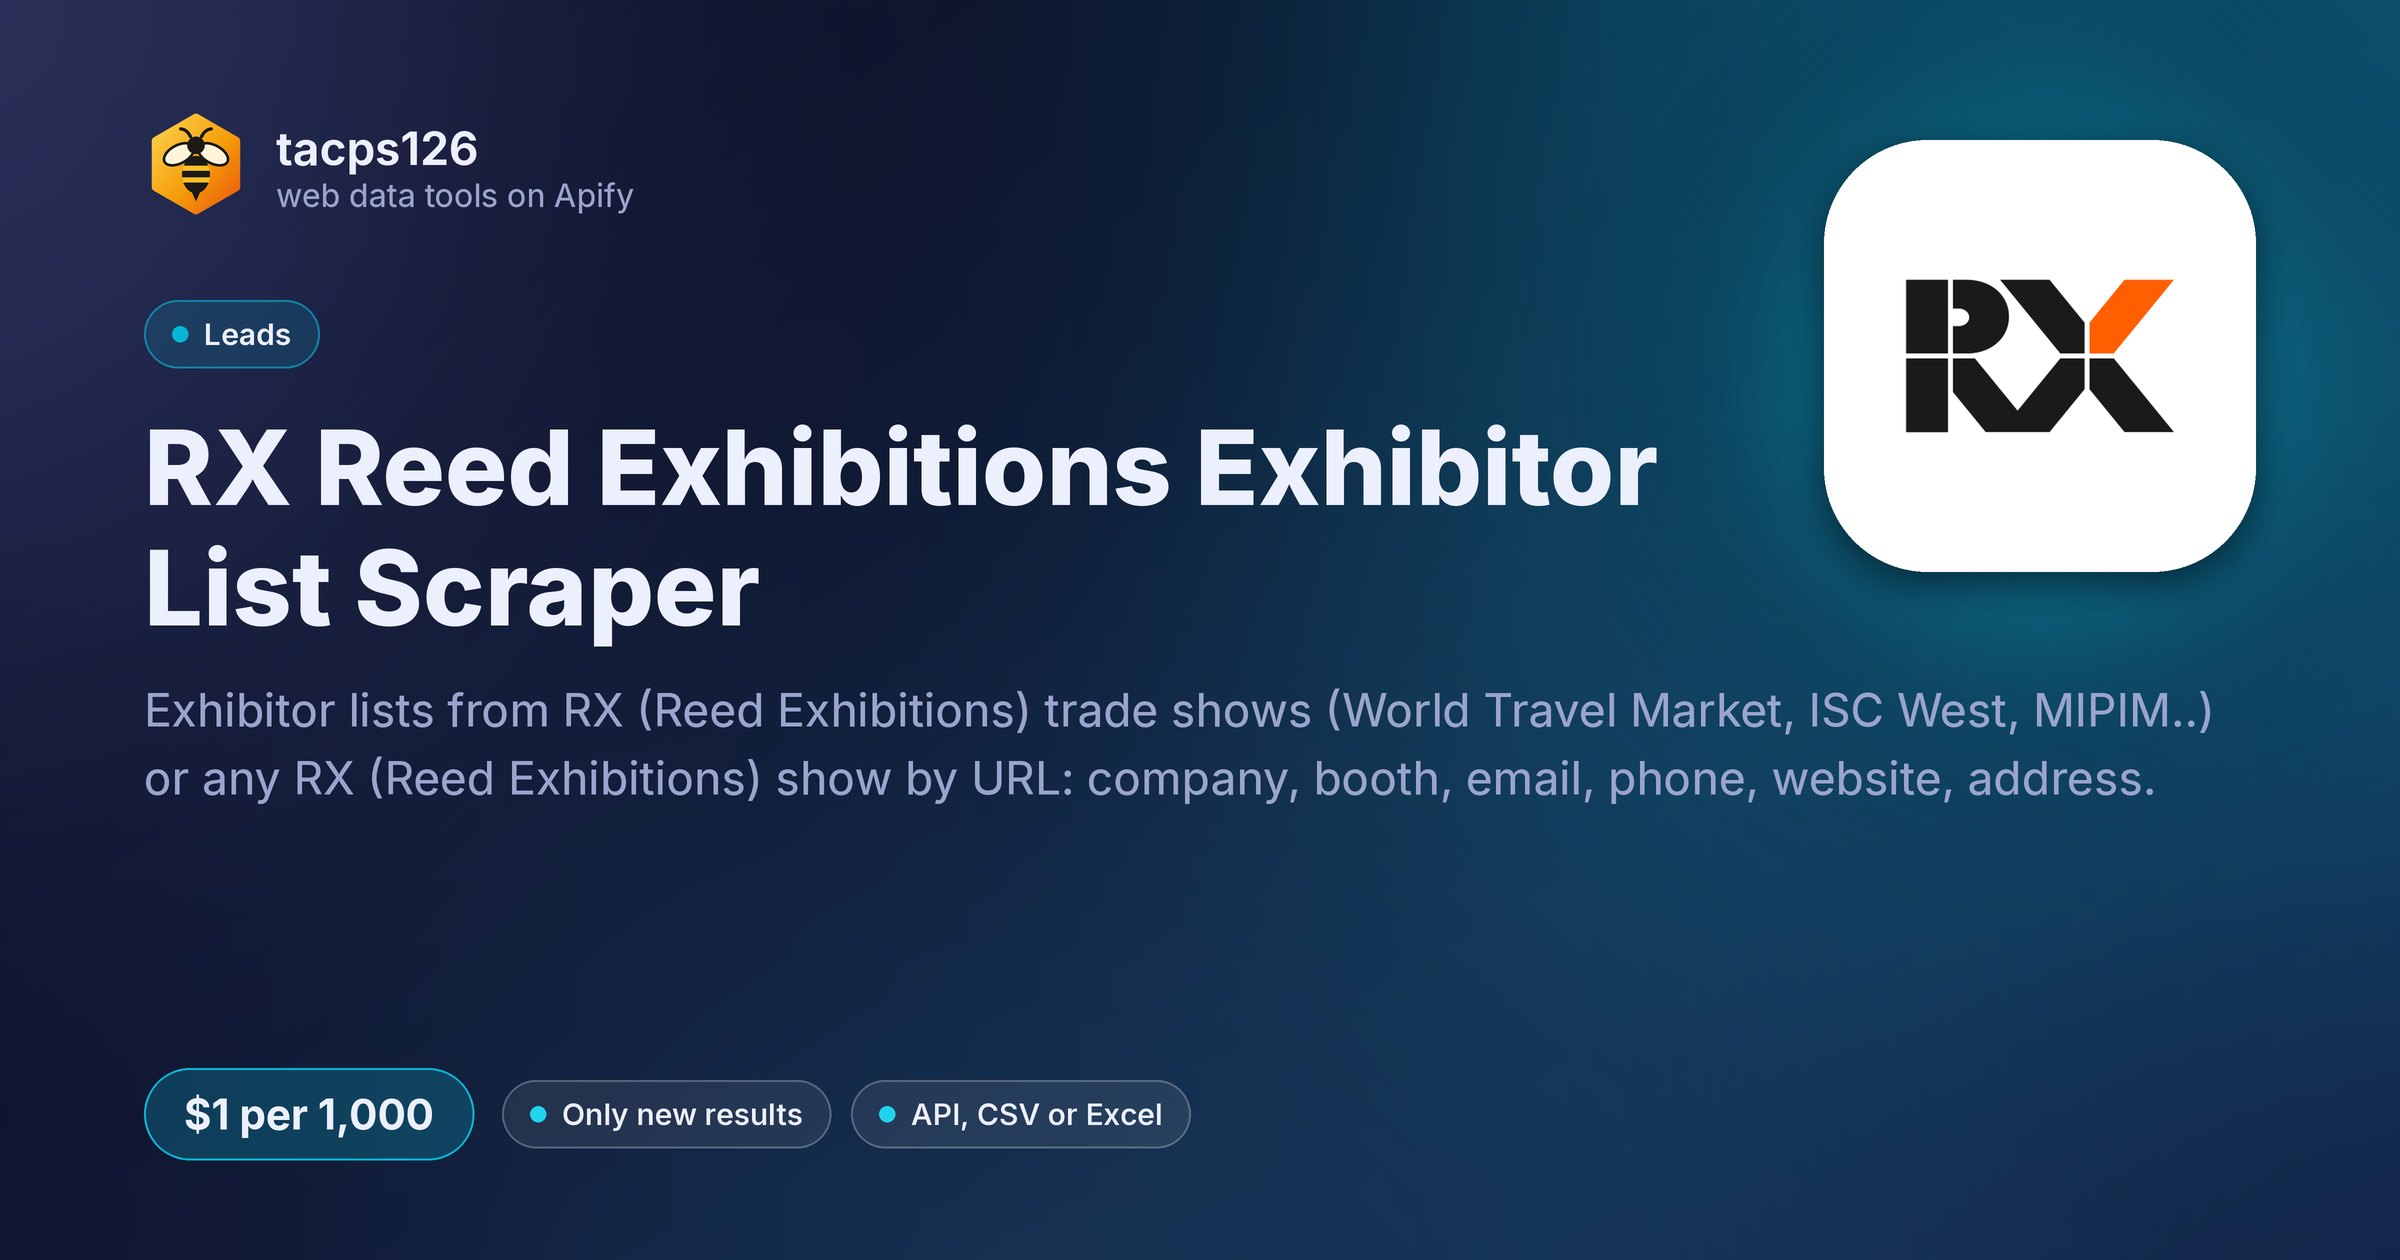 tacps126
web data tools on Apify
Leads
RX
RX Reed Exhibitions Exhibitor
List Scraper
Exhibitor lists from RX (Reed Exhibitions) trade shows (World Travel Market, ISC West, MIPIM..)
or any RX (Reed Exhibitions) show by URL: company, booth, email, phone, website, address.
$1 per 1,000
Only new results
API, CSV or Excel